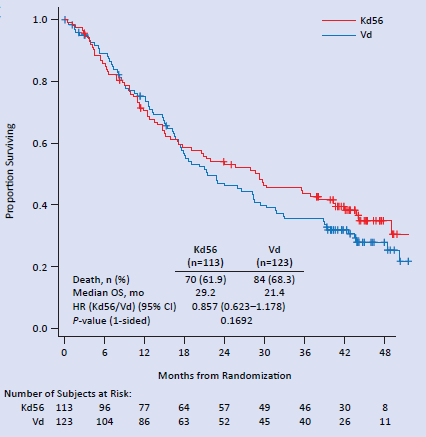 Kd56
Vd
1.0
0.8
0.6
0.4
0.2
0.0
Proportion Surviving
Kd56 Vd
(n=113) (n=123)
Death, n (%) 70 (61.9) 84 (68.3)
Median OS, mo 29.2 21.4
HR (Kd56/Vd) (95% CI) 0.857 (0.623–1.178)
P-value (1-sided) 0.1692
0 6 12 18 24 30 36 42 48
Months from Randomization
Number of Subjects at Risk:
Kd56 113 96 77 64 57 49 46 30 8
Vd 123 104 86 63 52 45 40 26 11